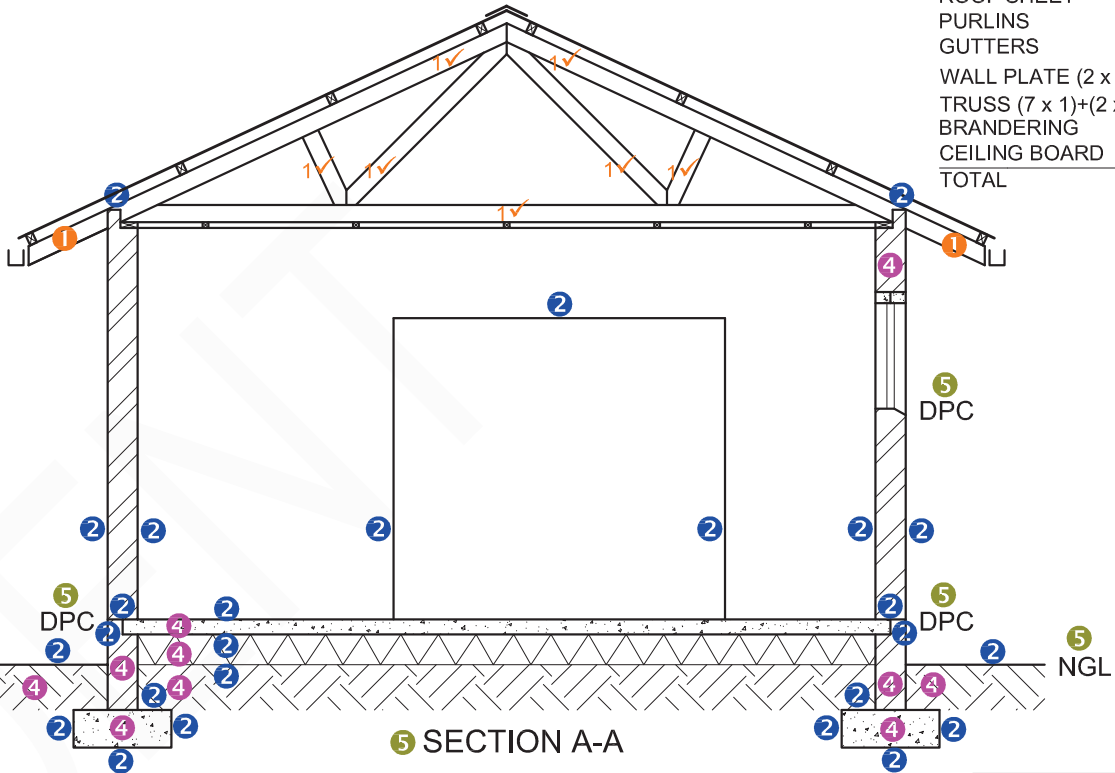 ROOF SHEET
PURLINS
GUTTERS
WALL PLATE (2 x
TRUSS (7 x 1)+(2 x
BRANDERING
CEILING BOARD
TOTAL
1✓ 1✓
1✓ 1✓ 1✓ 1✓
2 1✓ 2
1 1
4
2
5
DPC
2 2 2 2 2 2
5 5
DPC 2 2 2 DPC
2 4 2
2 4 2 2 5
NGL
4 4 4 2 4 4
2 2
2 4 2 2 4 2
2 2
5 SECTION A-A